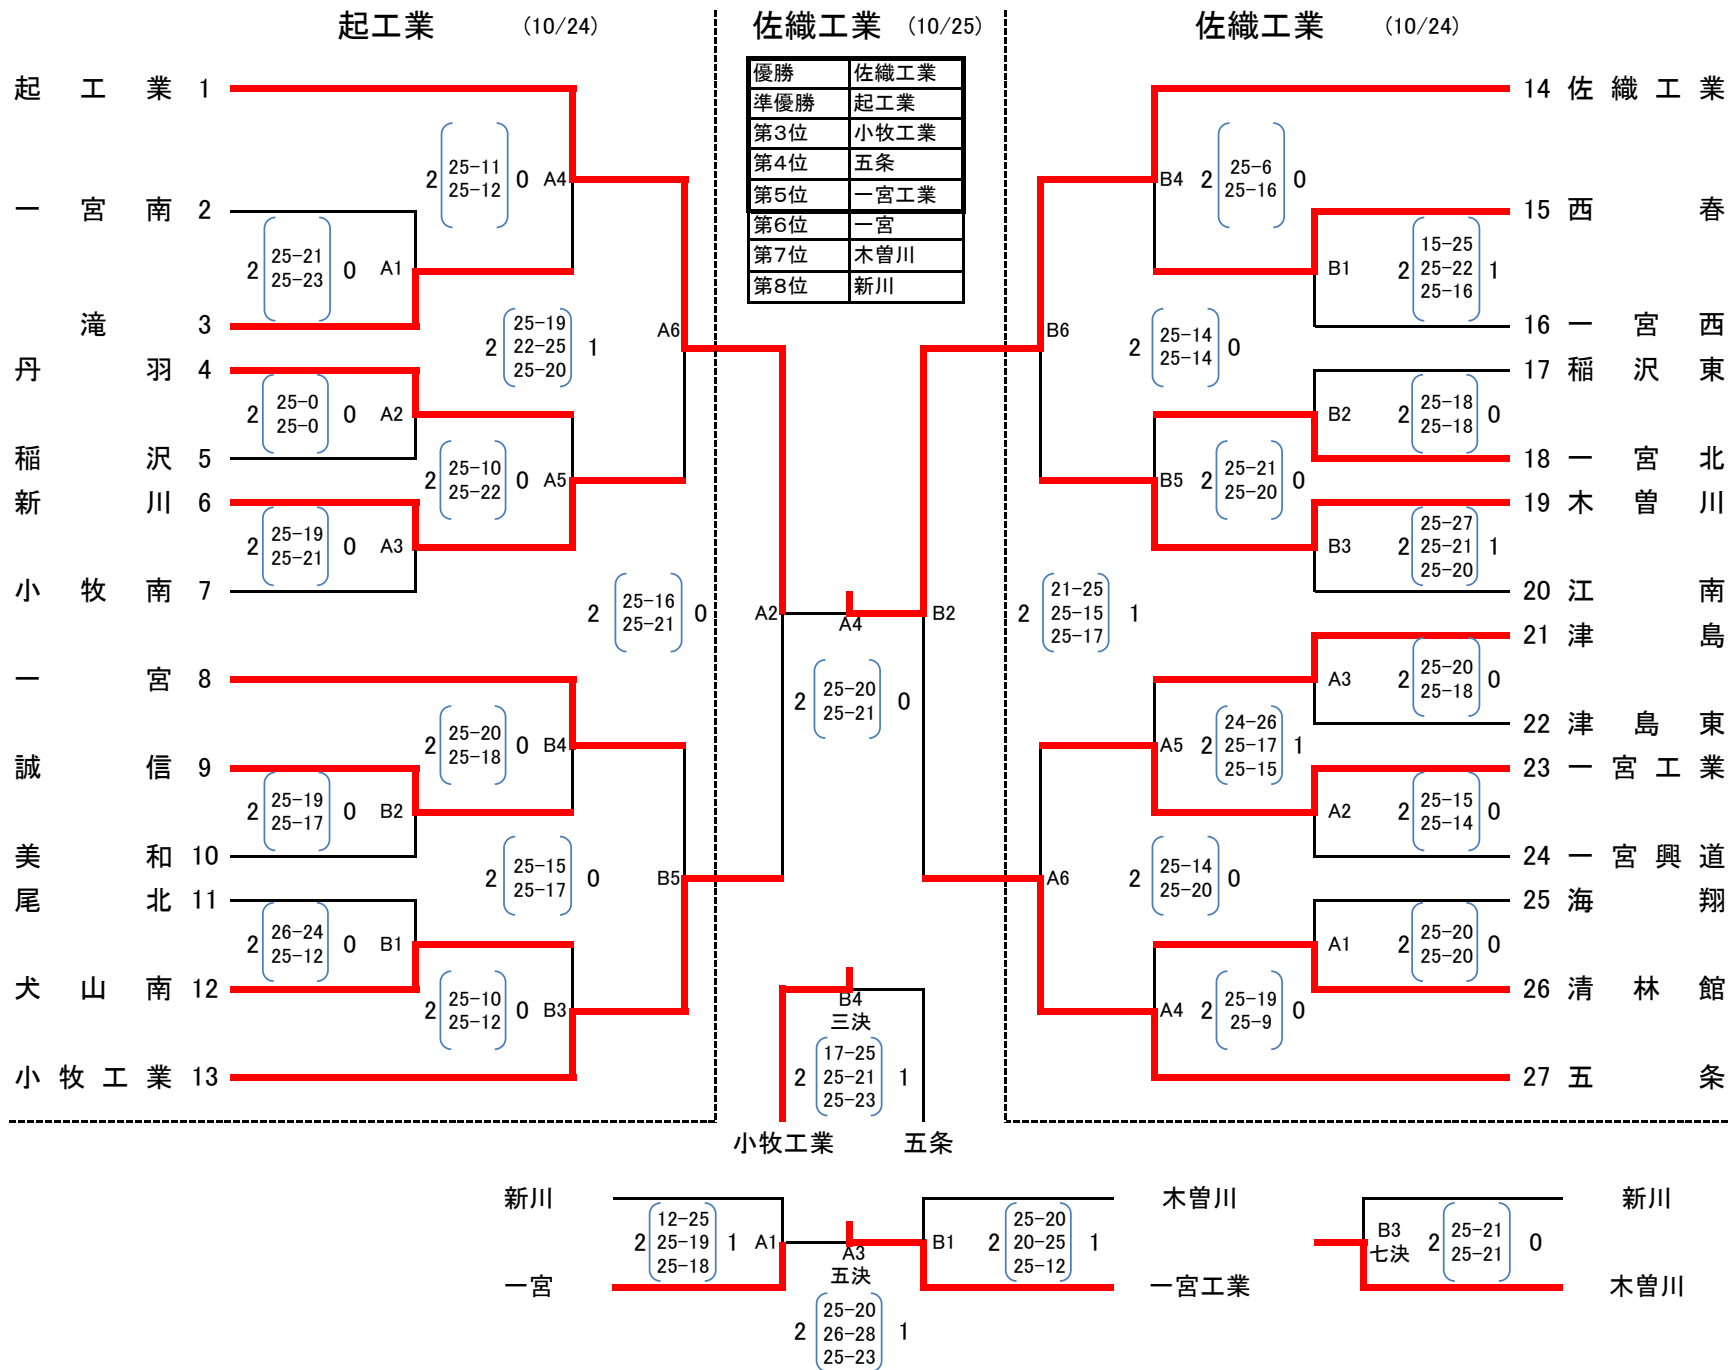 起工業 (10/24)
佐織工業 (10/25)
佐織工業 (10/24)
優勝 佐織工業
準優勝 起工業
第3位 小牧工業
第4位 五条
第5位 一宮工業
第6位 一宮
第7位 木曽川
第8位 新川
起工業 1
一宮南 2
滝 3
丹羽 4
稲沢 5
新川 6
小牧南 7
一宮 8
誠信 9
美和 10
尾北 11
犬山南 12
小牧工業 13
2 25-11 0 A4
25-12
2 25-21 0 A1
25-23
2 25-19 1 A6
22-25
25-20
2 25-0 0 A2
25-0
2 25-10 0 A5
25-22
2 25-19 0 A3
25-21
2 25-16 0 A2
25-21
2 25-20 0 B4
25-18
2 25-19 0 B2
25-17
2 25-15 0 B5
25-17
2 26-24 0 B1
25-12
2 25-10 0 B3
25-12
A4
2 25-20 0
25-21
B4
三決
2 17-25 1
25-21
25-23
小牧工業 五条
14 佐織工業
15 西春
16 一宮西
17 稲沢東
18 一宮北
19 木曽川
20 江南
21 津島
22 津島東
23 一宮工業
24 一宮興道
25 海翔
26 清林館
27 五条
B4 2 25-6 0
25-16
B1 2 15-25 1
25-22
25-16
B6 2 25-14 0
25-14
B2 2 25-18 0
25-18
B5 2 25-21 0
25-20
B3 2 25-27 1
25-21
25-20
B2 2 21-25 1
25-15
25-17
A3 2 25-20 0
25-18
A5 2 24-26 1
25-17
25-15
A2 2 25-15 0
25-14
A6 2 25-14 0
25-20
A1 2 25-20 0
25-20
A4 2 25-19 0
25-9
新川
2 12-25 1 A1
25-19
25-18
一宮
A3
五決
2 25-20 1
26-28
25-23
木曽川
B1 2 25-20 1
20-25
25-12
一宮工業
新川
B3 2 25-21 0
七決 25-21
木曽川